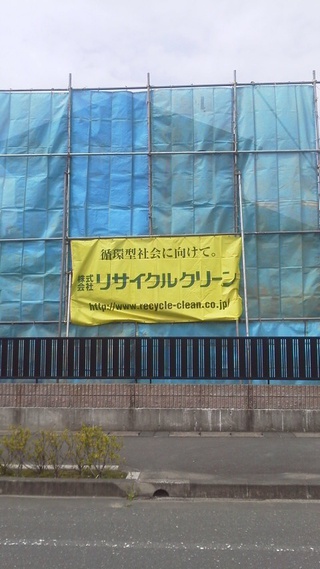 循環型社会に向けて。
株式会社 リサイクルクリーン
http://www.recycle-clean.co.jp/